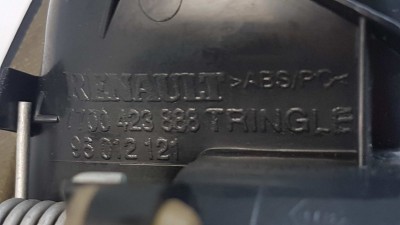 RENAULT >ABS/PC<
7700 423 888 TRINGLE
96 012 121